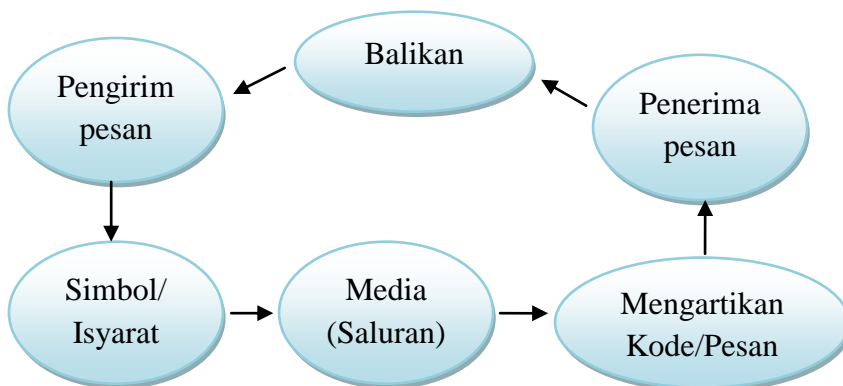 Balikan
Pengirim
pesan
Penerima
pesan
Simbol/
Isyarat
Media
(Saluran)
Mengartikan
Kode/Pesan